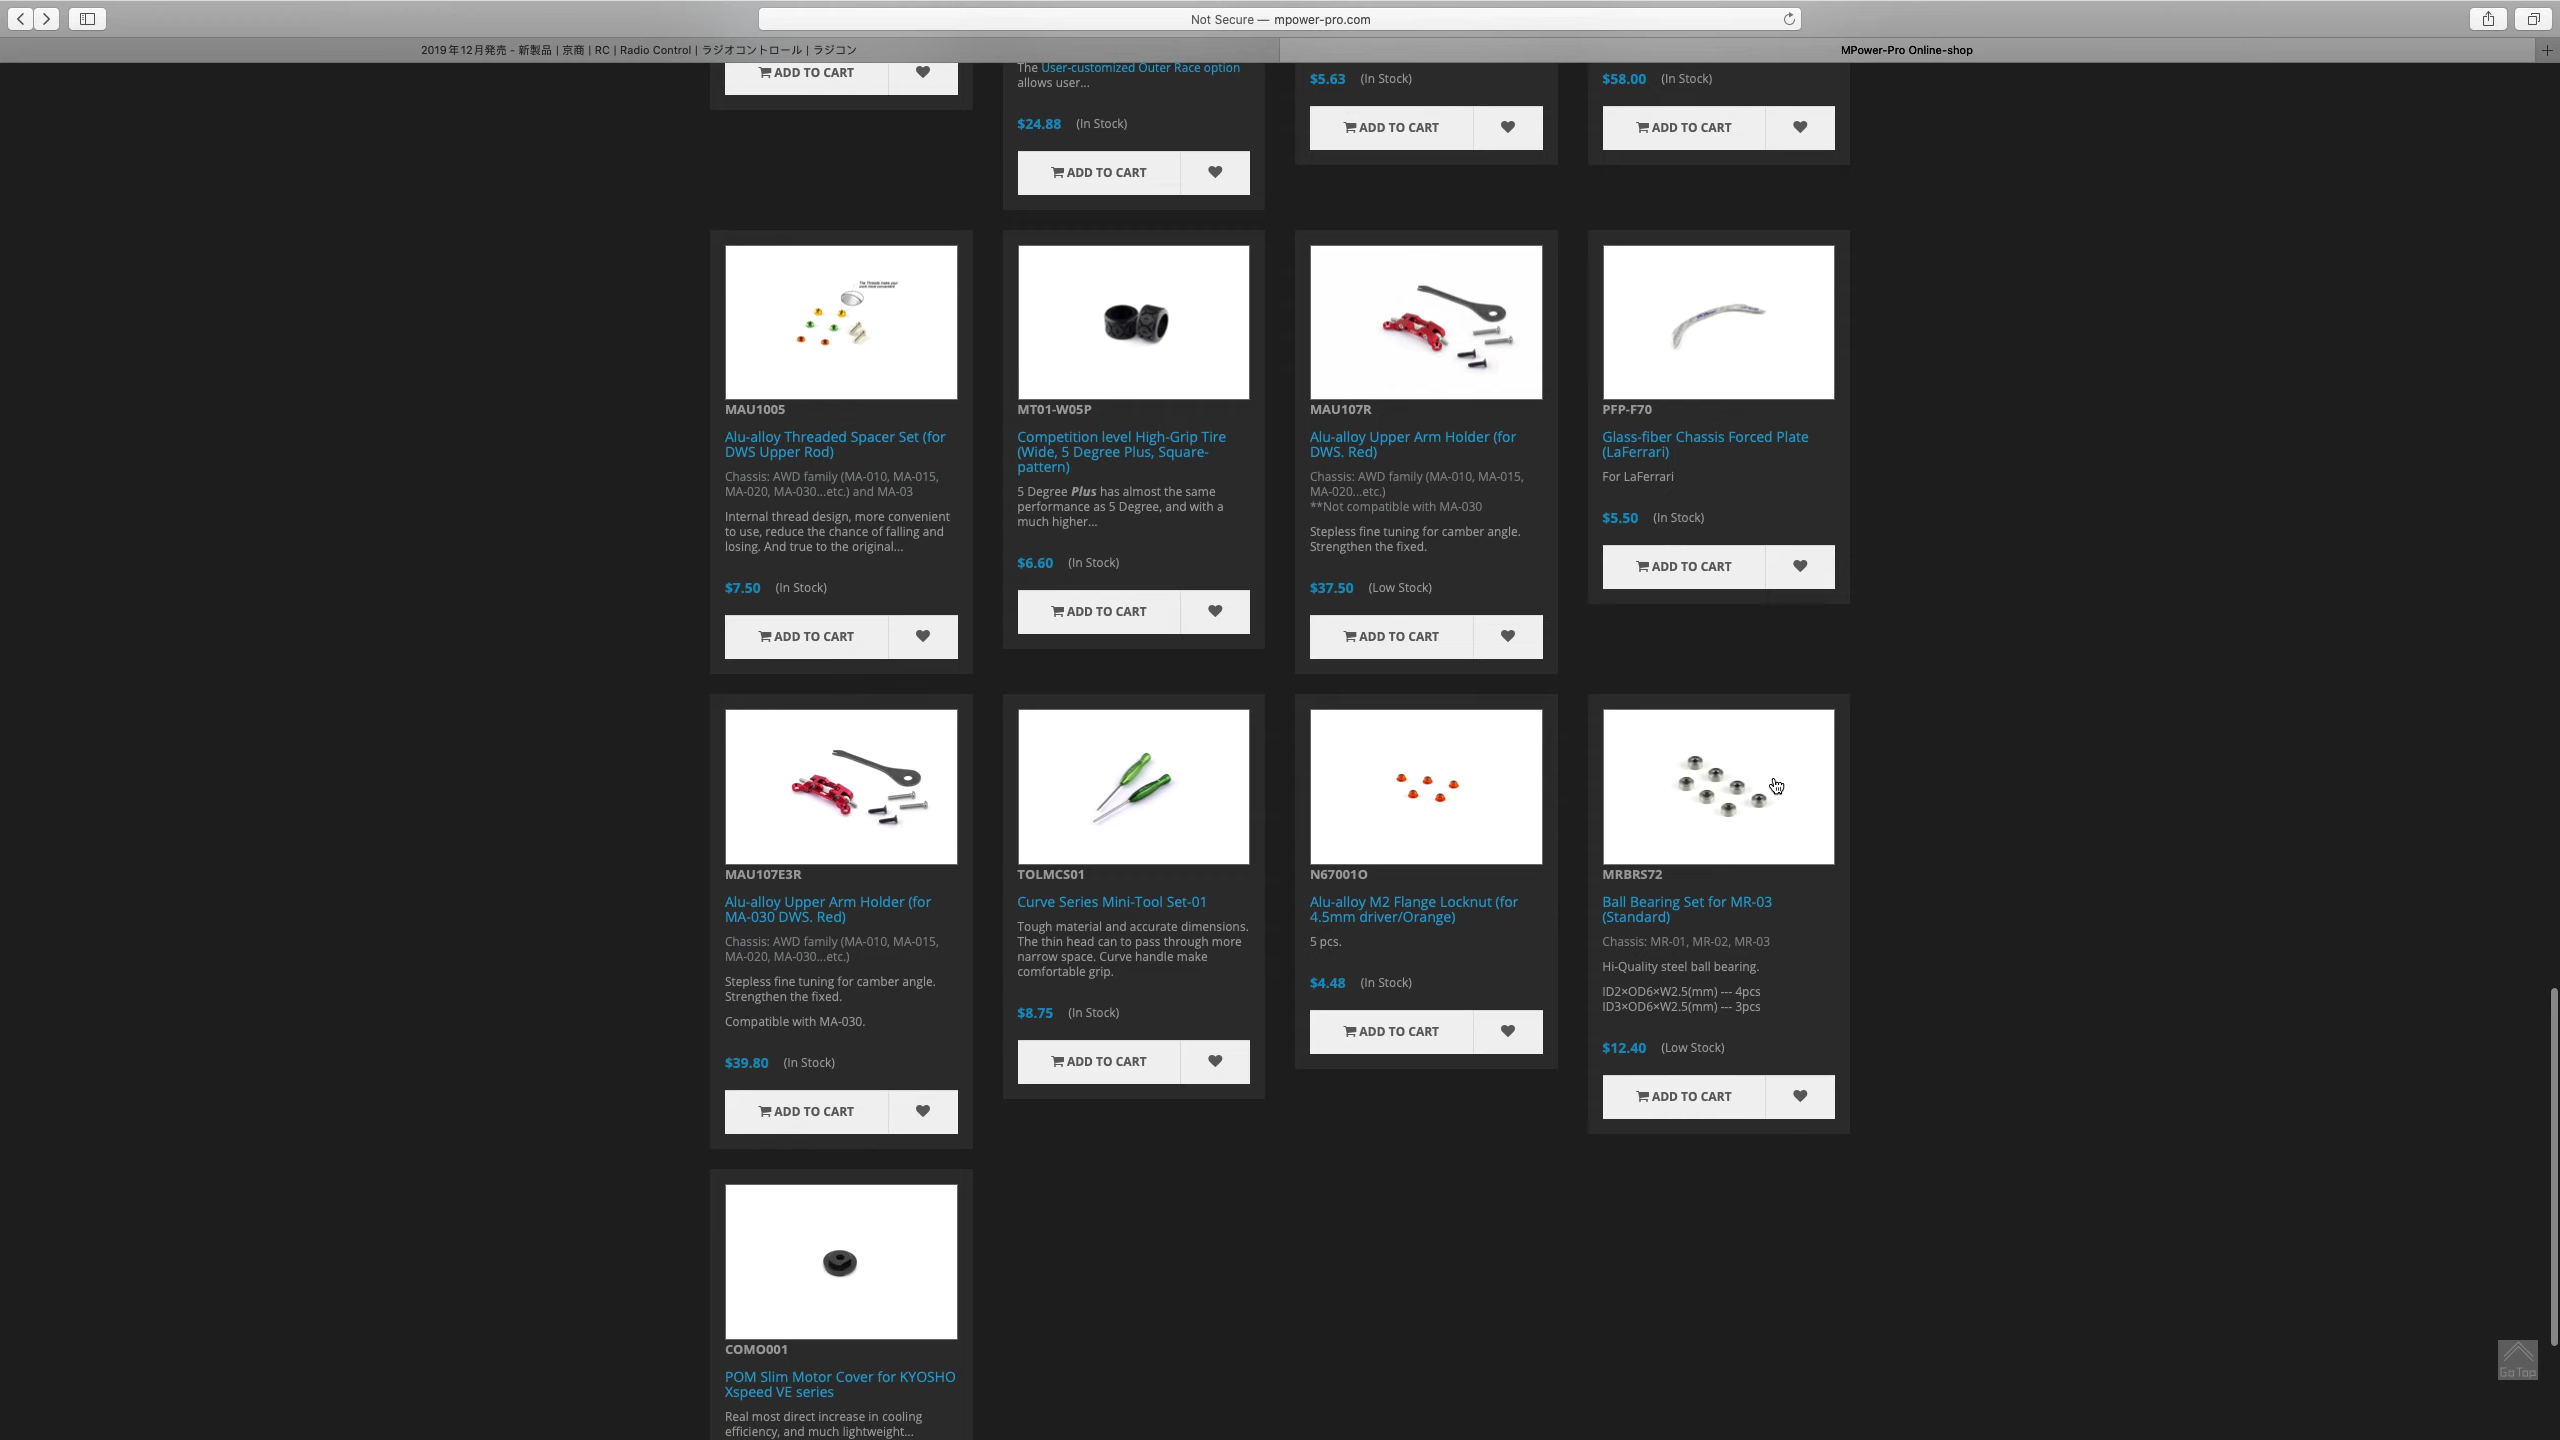 Not Secure — mpower-pro.com
2019年12月発売 - 新製品 | 京商 | RC | Radio Control | ラジオコントロール | ラジコン
MPower-Pro Online-shop
ADD TO CART
The User-customized Outer Race option
allows user...
$24.88 (In Stock)
ADD TO CART
$5.63 (In Stock)
ADD TO CART
$58.00 (In Stock)
ADD TO CART
MAU1005
Alu-alloy Threaded Spacer Set (for
DWS Upper Rod)
Chassis: AWD family (MA-010, MA-015,
MA-020, MA-030...etc.) and MA-03
Internal thread design, more convenient
to use, reduce the chance of falling and
losing. And true to the original...
$7.50 (In Stock)
ADD TO CART
MT01-W05P
Competition level High-Grip Tire
(Wide, 5 Degree Plus, Square-
pattern)
5 Degree Plus has almost the same
performance as 5 Degree, and with a
much higher...
$6.60 (In Stock)
ADD TO CART
MAU107R
Alu-alloy Upper Arm Holder (for
DWS. Red)
Chassis: AWD family (MA-010, MA-015,
MA-020...etc.)
**Not compatible with MA-030
Stepless fine tuning for camber angle.
Strengthen the fixed.
$37.50 (Low Stock)
ADD TO CART
PFP-F70
Glass-fiber Chassis Forced Plate
(LaFerrari)
For LaFerrari
$5.50 (In Stock)
ADD TO CART
MAU107E3R
Alu-alloy Upper Arm Holder (for
MA-030 DWS. Red)
Chassis: AWD family (MA-010, MA-015,
MA-020, MA-030...etc.)
Stepless fine tuning for camber angle.
Strengthen the fixed.
Compatible with MA-030.
$39.80 (In Stock)
ADD TO CART
TOLMCS01
Curve Series Mini-Tool Set-01
Tough material and accurate dimensions.
The thin head can to pass through more
narrow space. Curve handle make
comfortable grip.
$8.75 (In Stock)
ADD TO CART
N67001O
Alu-alloy M2 Flange Locknut (for
4.5mm driver/Orange)
5 pcs.
$4.48 (In Stock)
ADD TO CART
MRBRS72
Ball Bearing Set for MR-03
(Standard)
Chassis: MR-01, MR-02, MR-03
Hi-Quality steel ball bearing.
ID2×OD6×W2.5(mm) --- 4pcs
ID3×OD6×W2.5(mm) --- 3pcs
$12.40 (Low Stock)
ADD TO CART
COMO001
POM Slim Motor Cover for KYOSHO
Xspeed VE series
Real most direct increase in cooling
efficiency, and much lightweight...
Go Top